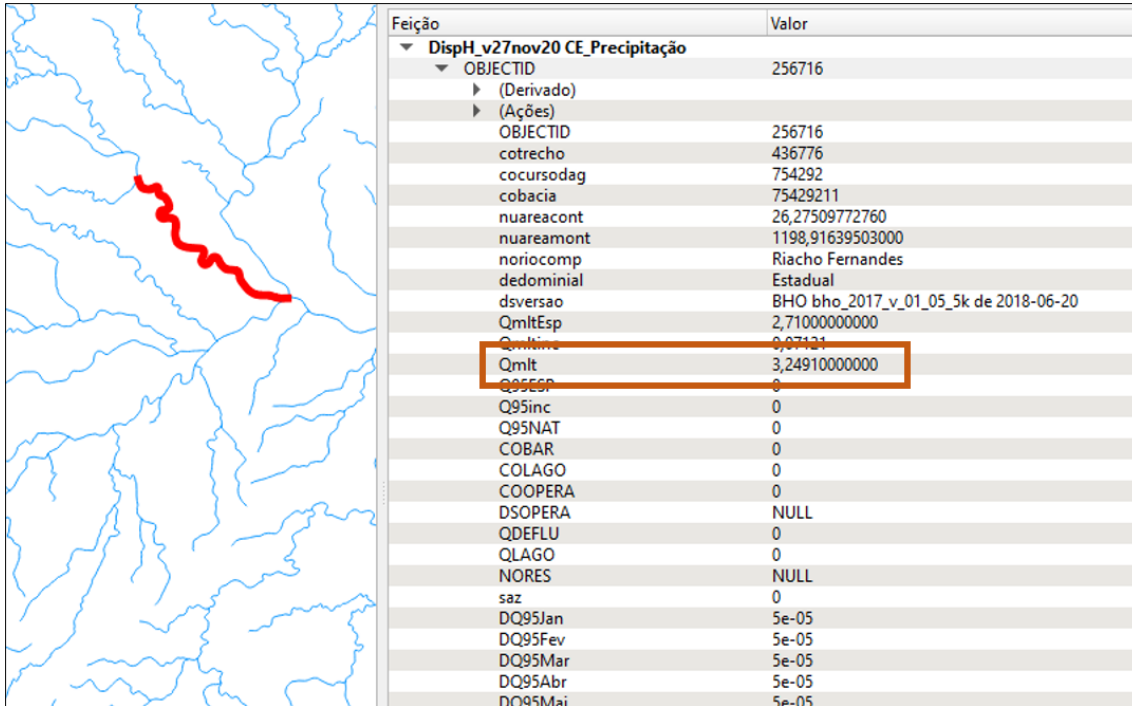 Feição Valor
DispH_v27nov20 CE_Precipitação
OBJECTID 256716
(Derivado)
(Ações)
OBJECTID 256716
cotrecho 436776
cocursodag 754292
cobacia 75429211
nuareacont 26,27509772760
nuareamont 1198,91639503000
noriocomp Riacho Fernandes
dedominial Estadual
dsversao BHO bho_2017_v_01_05_5k de 2018-06-20
QmltEsp 2,71000000000
Qmltinc 0,07121
Qmlt 3,24910000000
Q95ESP 0
Q95inc 0
Q95NAT 0
COBAR 0
COLAGO 0
COOPERA 0
DSOPERA NULL
QDEFLU 0
QLAGO 0
NORES NULL
saz 0
DQ95Jan 5e-05
DQ95Fev 5e-05
DQ95Mar 5e-05
DQ95Abr 5e-05
DQ95Mai 5e-05